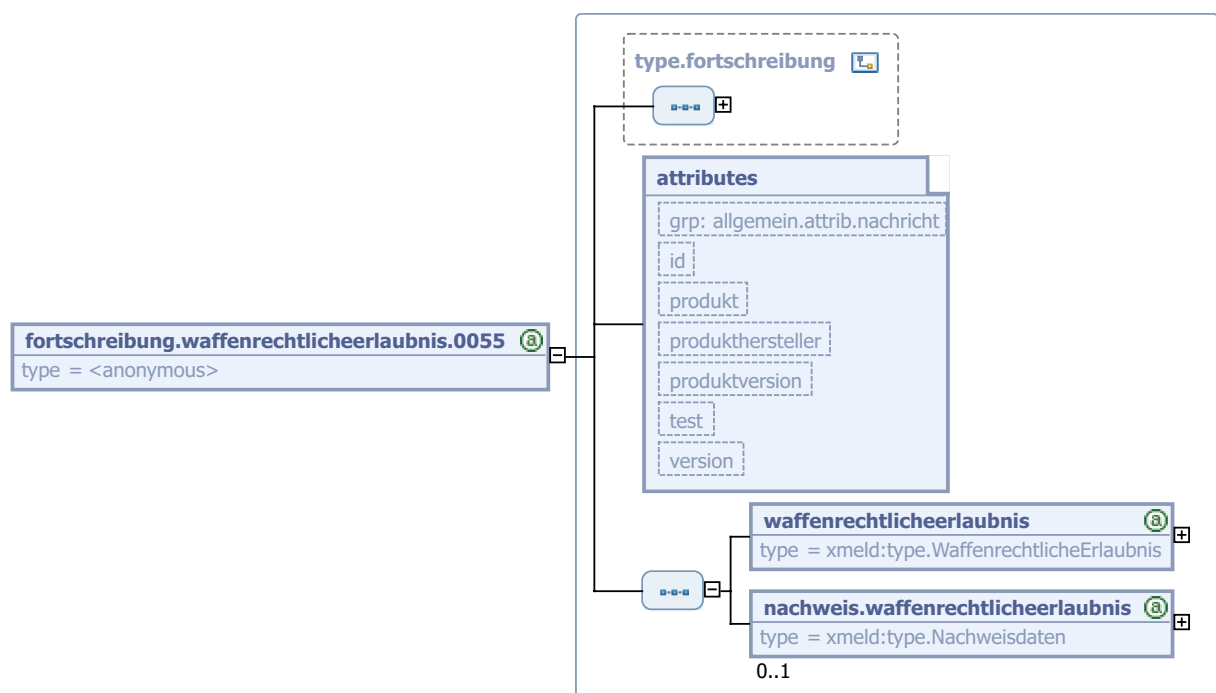 type.fortschreibung
attributes
grp: allgemein.attrib.nachricht
id
produkt
produkthersteller
produktversion
test
version
fortschreibung.waffenrechtlicheerlaubnis.0055
type = <anonymous>
waffenrechtlicheerlaubnis
type = xmeld:type.WaffenrechtlicheErlaubnis
nachweis.waffenrechtlicheerlaubnis
type = xmeld:type.Nachweisdaten
0..1